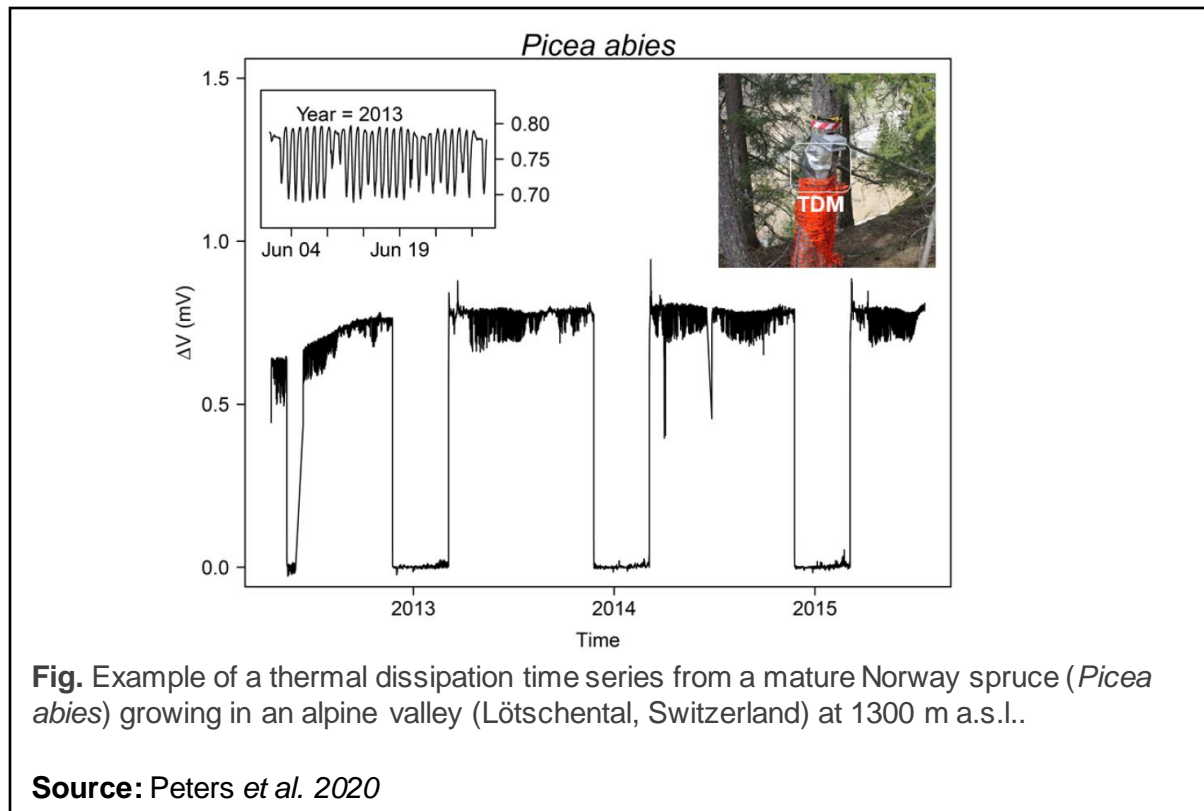 Picea abies
1.5
1.0
0.5
0.0
ΔV (mV)
Year = 2013
0.80
0.75
0.70
Jun 04 Jun 19
TDM
2013 2014 2015
Time
Fig. Example of a thermal dissipation time series from a mature Norway spruce (Picea
abies) growing in an alpine valley (Lötschental, Switzerland) at 1300 m a.s.l..
Source: Peters et al. 2020